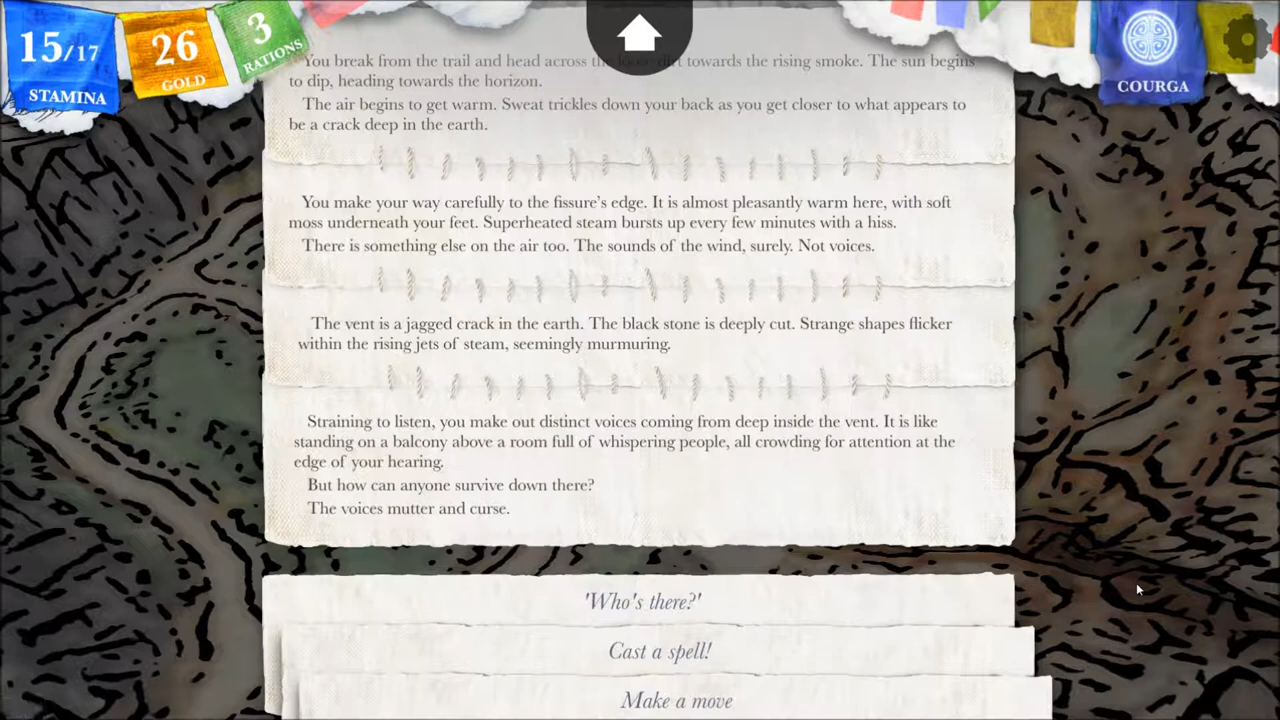 15/17
STAMINA
26
GOLD
3
RATIONS
COURGA
You break from the trail and head across the loose dirt towards the rising smoke. The sun begins
to dip, heading towards the horizon.
The air begins to get warm. Sweat trickles down your back as you get closer to what appears to
be a crack deep in the earth.
You make your way carefully to the fissure's edge. It is almost pleasantly warm here, with soft
moss underneath your feet. Superheated steam bursts up every few minutes with a hiss.
There is something else on the air too. The sounds of the wind, surely. Not voices.
The vent is a jagged crack in the earth. The black stone is deeply cut. Strange shapes flicker
within the rising jets of steam, seemingly murmuring.
Straining to listen, you make out distinct voices coming from deep inside the vent. It is like
standing on a balcony above a room full of whispering people, all crowding for attention at the
edge of your hearing.
But how can anyone survive down there?
The voices mutter and curse.
'Who's there?'
Cast a spell!
Make a move